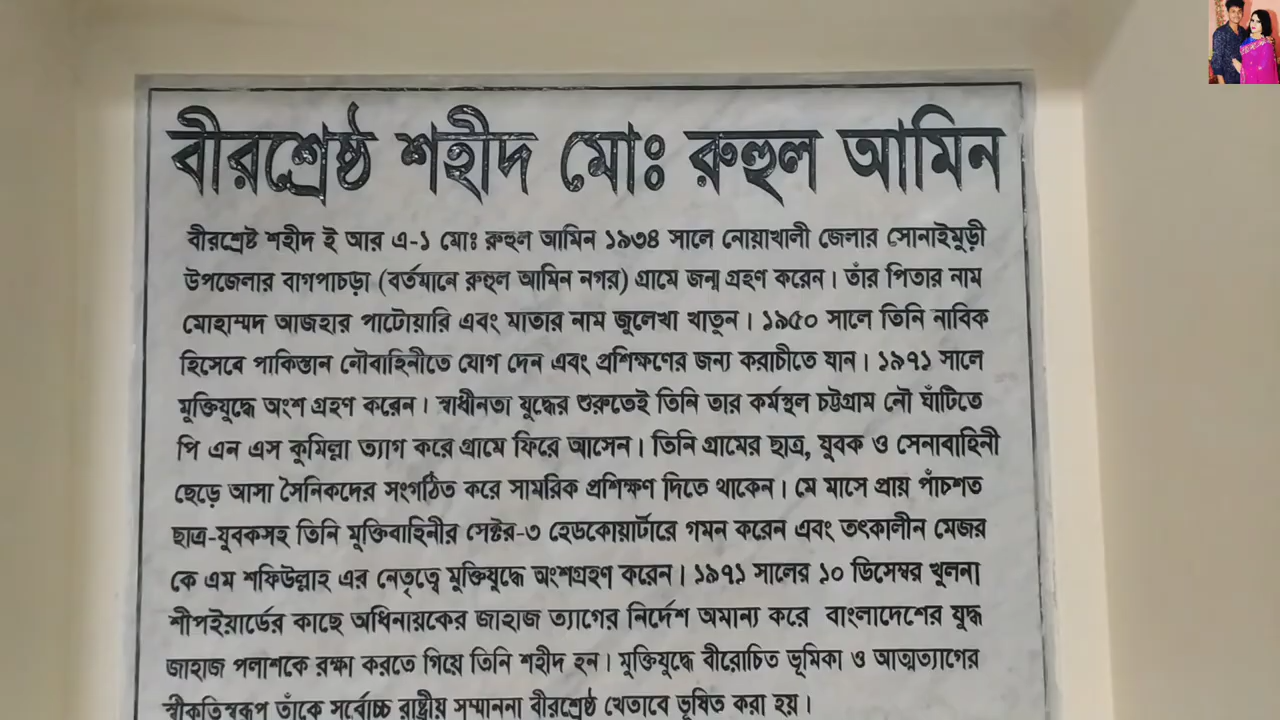 বীরশ্রেষ্ঠ শহীদ মোঃ রুহুল আমিন
বীরশ্রেষ্ট শহীদ ই আর এ-১ মোঃ রুহুল আমিন ১৯৩৪ সালে নোয়াখালী জেলার সোনাইমুড়ী
উপজেলার বাগপাচড়া (বর্তমানে রুহুল আমিন নগর) গ্রামে জন্ম গ্রহণ করেন। তাঁর পিতার নাম
মোহাম্মদ আজহার পাটোয়ারি এবং মাতার নাম জুলেখা খাতুন। ১৯৫০ সালে তিনি নাবিক
হিসেবে পাকিস্তান নৌবাহিনীতে যোগ দেন এবং প্রশিক্ষণের জন্য করাচীতে যান। ১৯৭১ সালে
মুক্তিযুদ্ধে অংশ গ্রহণ করেন। স্বাধীনতা যুদ্ধের শুরুতেই তিনি তার কর্মস্থল চট্টগ্রাম নৌ ঘাঁটিতে
পি এন এস কুমিল্লা ত্যাগ করে গ্রামে ফিরে আসেন। তিনি গ্রামের ছাত্র, যুবক ও সেনাবাহিনী
ছেড়ে আসা সৈনিকদের সংগঠিত করে সামরিক প্রশিক্ষণ দিতে থাকেন। মে মাসে প্রায় পাঁচশত
ছাত্র-যুবকসহ তিনি মুক্তিবাহিনীর সেক্টর-৩ হেডকোয়ার্টারে গমন করেন এবং তৎকালীন মেজর
কে এম শফিউল্লাহ এর নেতৃত্বে মুক্তিযুদ্ধে অংশগ্রহণ করেন। ১৯৭১ সালের ১০ ডিসেম্বর খুলনা
শীপইয়ার্ডের কাছে অধিনায়কের জাহাজ ত্যাগের নির্দেশ অমান্য করে বাংলাদেশের যুদ্ধ
জাহাজ পলাশকে রক্ষা করতে গিয়ে তিনি শহীদ হন। মুক্তিযুদ্ধে বীরোচিত ভূমিকা ও আত্মত্যাগের
স্বীকৃতিস্বরূপ তাঁকে সর্বোচ্চ রাষ্ট্রীয় সম্মাননা বীরশ্রেষ্ঠ খেতাবে ভূষিত করা হয়।